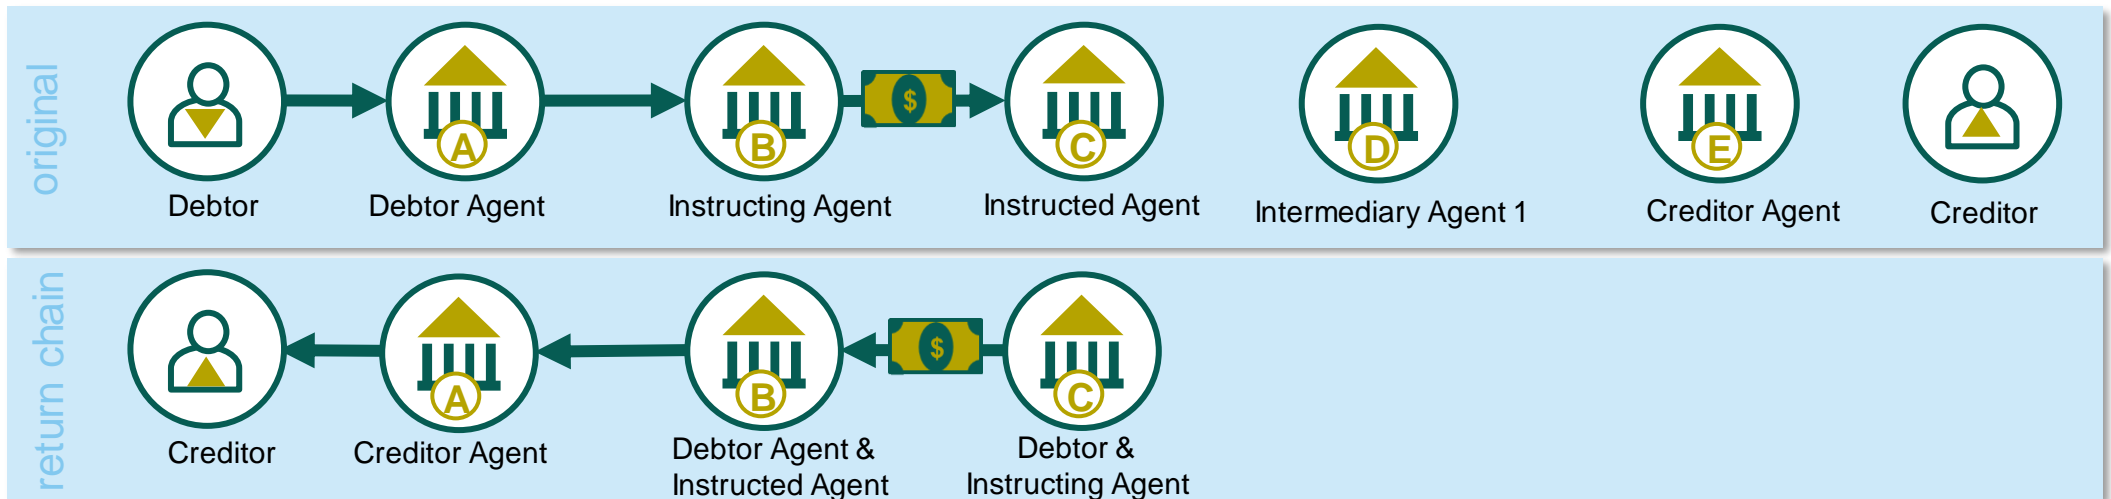 original
$
A
B
C
D
E
Debtor
Debtor Agent
Instructing Agent
Instructed Agent
Intermediary Agent 1
Creditor Agent
Creditor
return chain
$
A
B
C
Creditor
Creditor Agent
Debtor Agent &
Instructed Agent
Debtor &
Instructing Agent